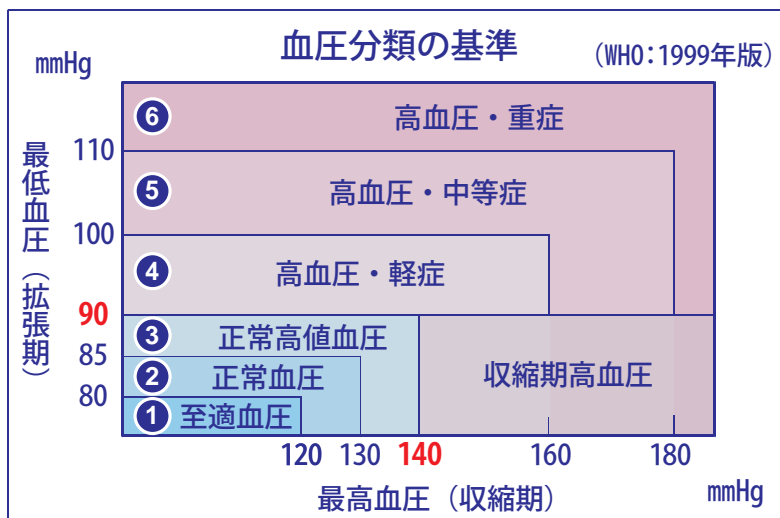 血圧分類の基準
(WHO:1999年版)
mmHg
6 高血圧・重症
110
5 高血圧・中等症
100
4 高血圧・軽症
90
3 正常高値血圧
85
2 正常血圧
収縮期高血圧
80
1 至適血圧
最低血圧(拡張期)
120 130 140 160 180
最高血圧(収縮期)
mmHg